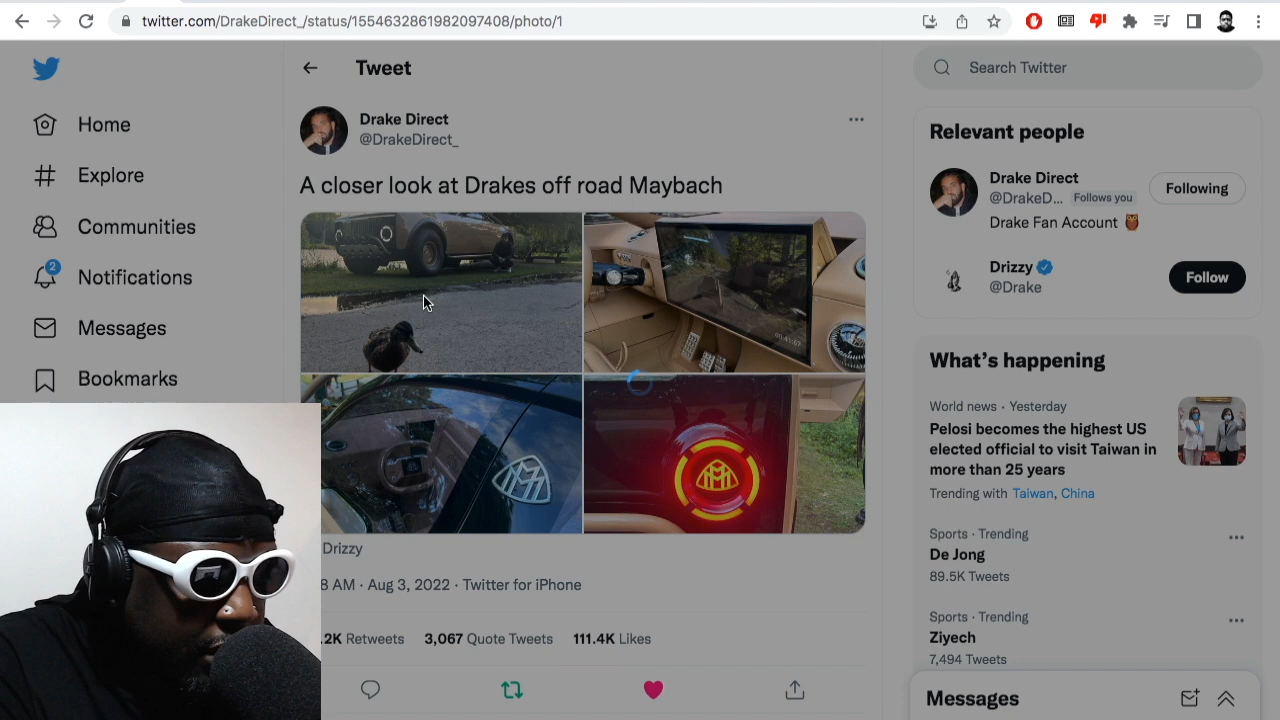 twitter.com/DrakeDirect_/status/1554632861982097408/photo/1
Home
Explore
Communities
2
Notifications
Messages
Bookmarks
Tweet
Drake Direct
@DrakeDirect_
A closer look at Drakes off road Maybach
00:41:07
Drizzy
8 AM · Aug 3, 2022 · Twitter for iPhone
.2K Retweets 3,067 Quote Tweets 111.4K Likes
Search Twitter
Relevant people
Drake Direct
@DrakeD... Follows you
Following
Drake Fan Account
Drizzy
@Drake
Follow
What's happening
World news · Yesterday
Pelosi becomes the highest US
elected official to visit Taiwan in
more than 25 years
Trending with Taiwan, China
Sports · Trending
De Jong
89.5K Tweets
Sports · Trending
Ziyech
7,494 Tweets
Messages